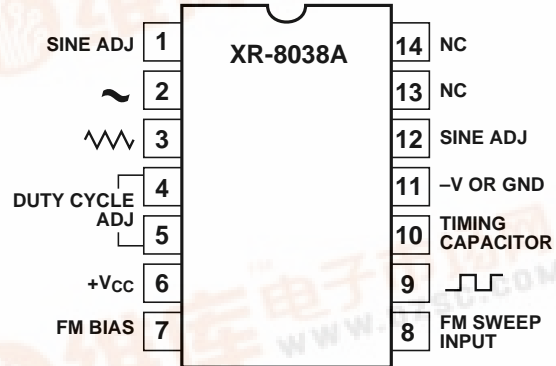 XR-8038A
SINE ADJ 1
2
3
DUTY CYCLE
ADJ
4
5
+VCC 6
FM BIAS 7
14 NC
13 NC
12 SINE ADJ
11 –V OR GND
10 TIMING
CAPACITOR
9
8 FM SWEEP
INPUT